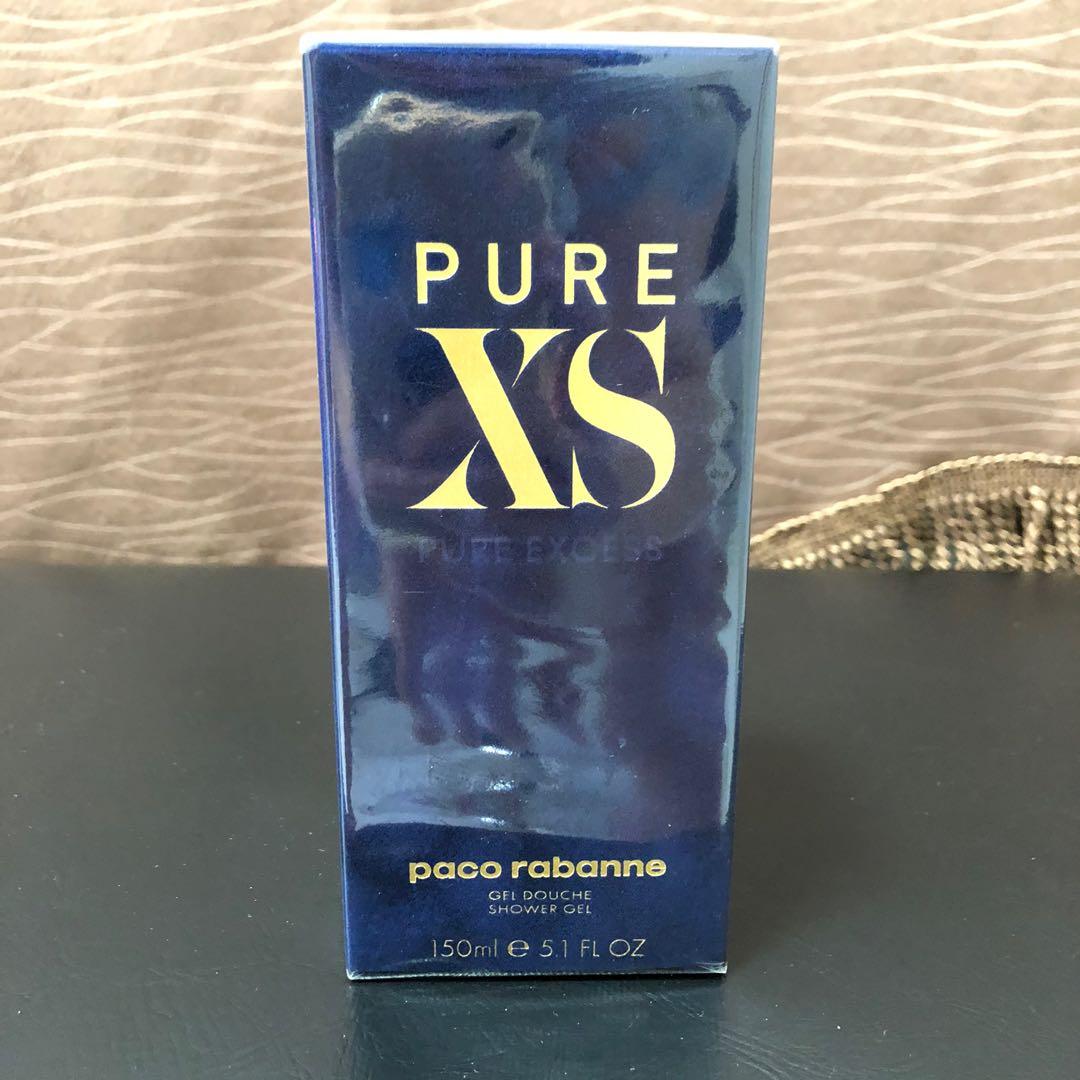 PURE
XS
PURE EXCESS
paco rabanne
GEL DOUCHE
SHOWER GEL
150ml e 5.1 FL OZ